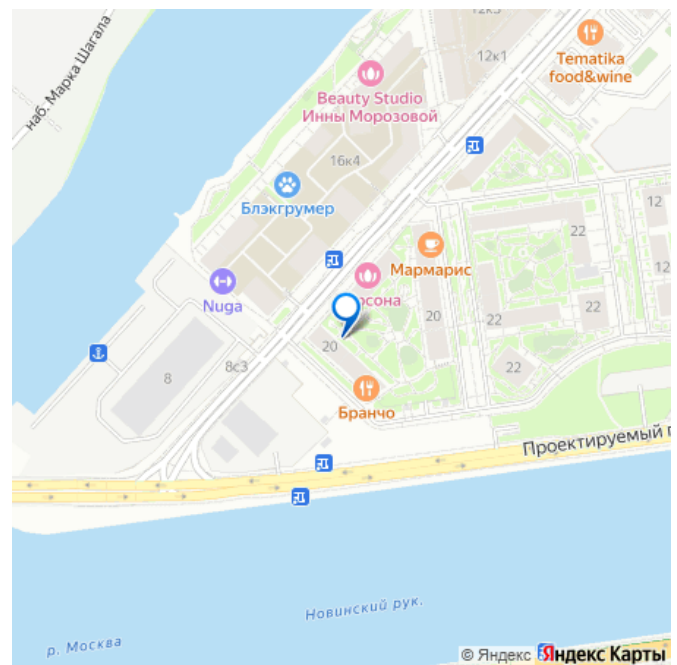 наб. Марка Шагала
12к3
12к1
Tematika
food&wine
Beauty Studio
Инны Морозовой
16к4
Блэкгрумер
12
22
Мармарис
12
Nuga
20
22
22
20
8с3
8
22
Бранчо
Проектируемый
Новинский рук.
р. Москва
© Яндекс Яндекс Карты